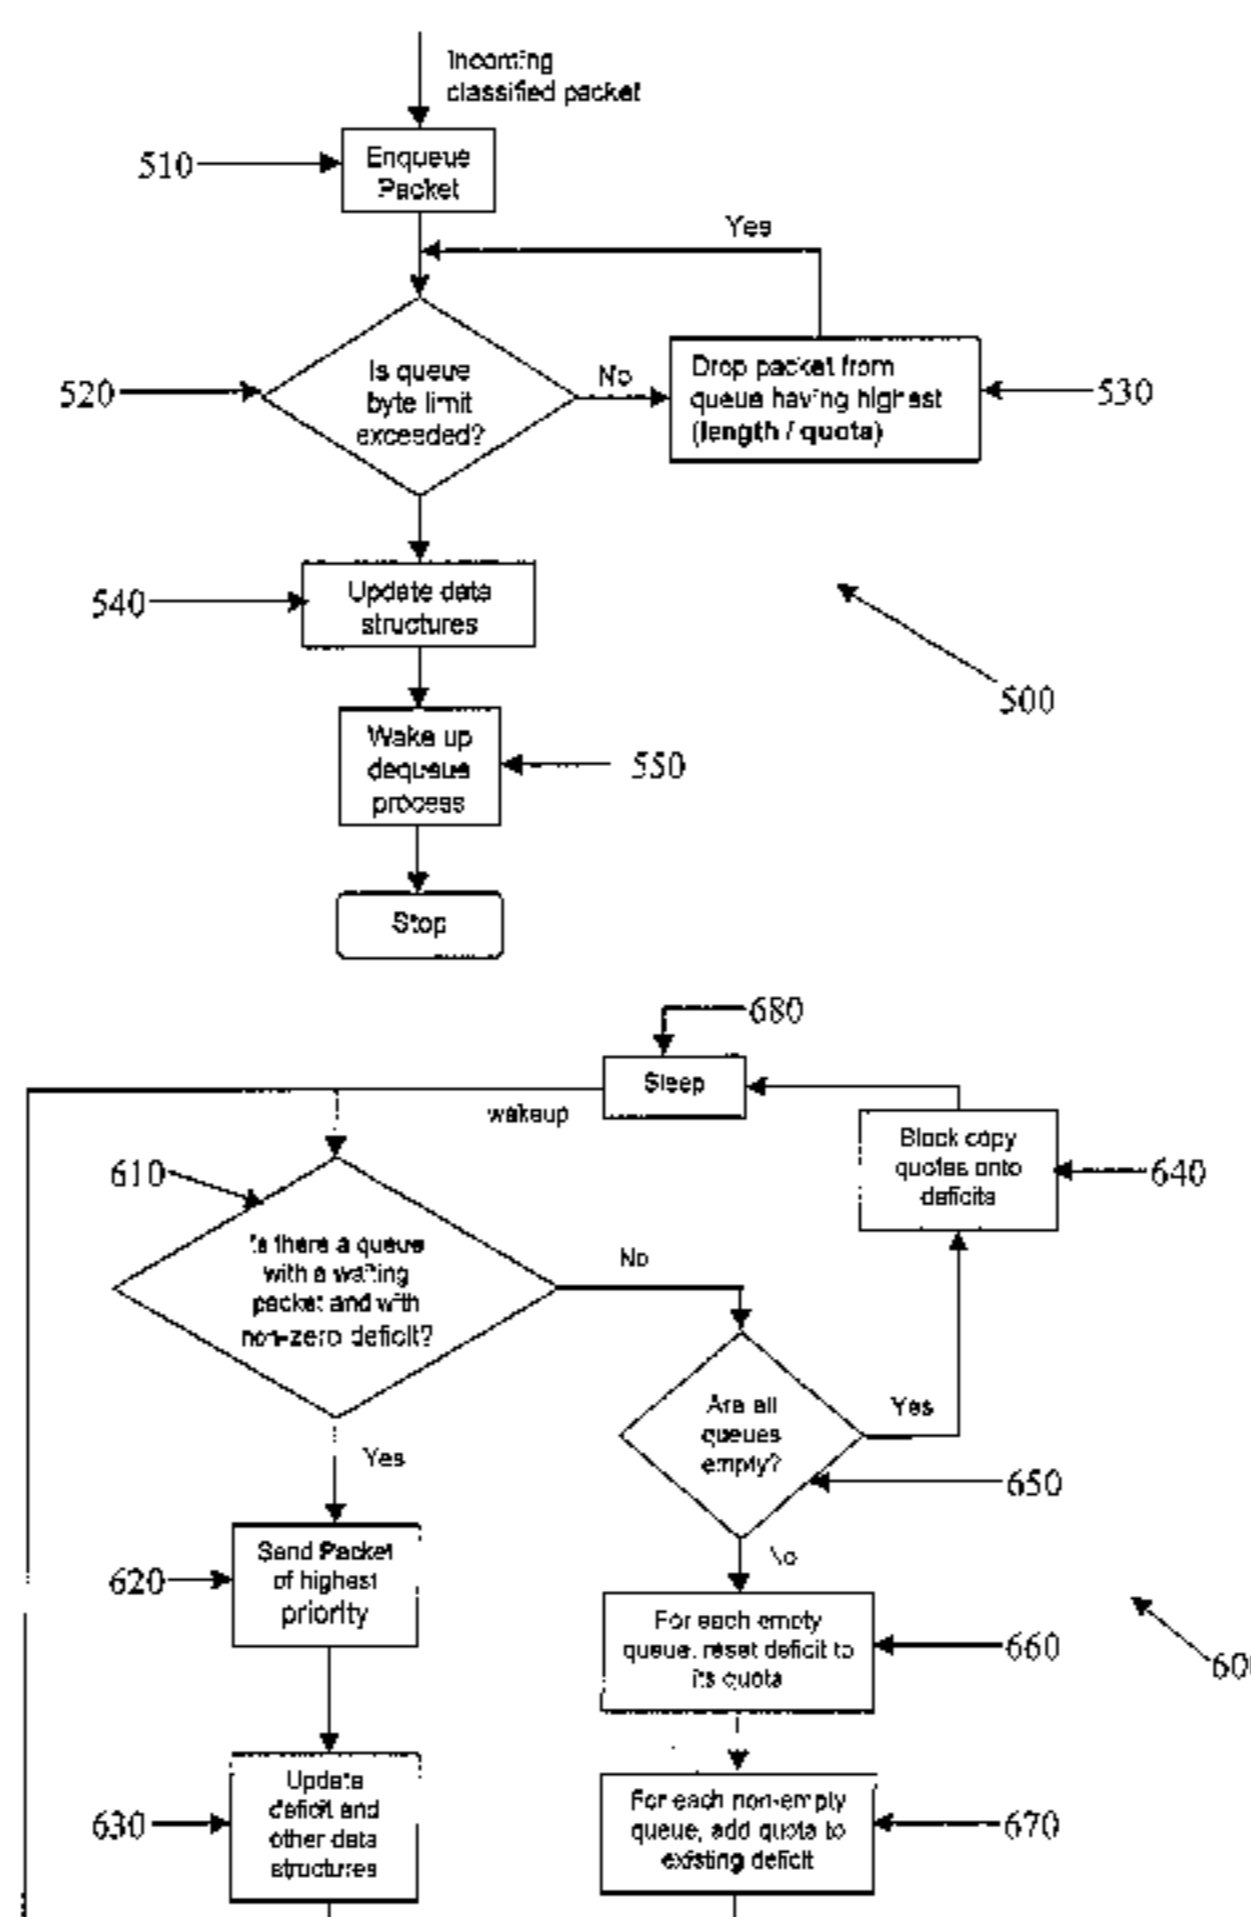 Incoming
classified packet
510
Enqueue
Packet
Yes
520
Is queue
byte limit
exceeded?
No
Drop packet from
queue having highest
(length / quota)
530
540
Update data
structures
500
Wake up
dequeue
process
550
Stop
680
Sleep
wakeup
Block copy
quotas onto
deficits
640
610
Is there a queue
with a waiting
packet and with
non-zero deficit?
No
Are all
queues
empty?
Yes
650
Yes
No
620
Send Packet
of highest
priority
For each empty
queue, reset deficit to
its quota
660
600
630
Update
deficit and
other data
structures
For each non-empty
queue, add quota to
existing deficit
670